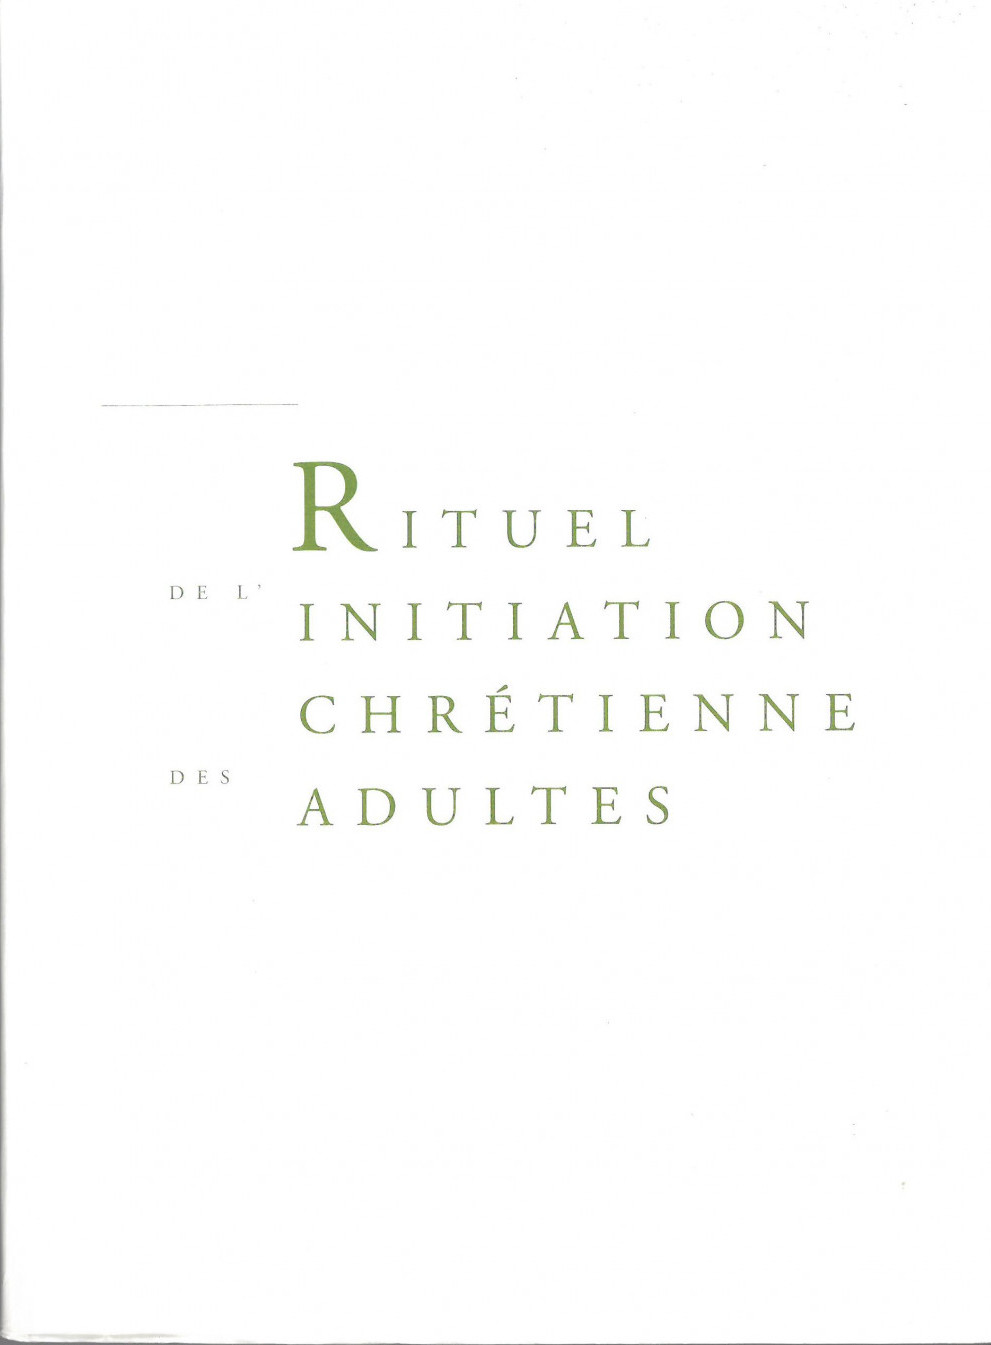 RITUEL
DE L'
INITIATION
CHRÉTIENNE
DES
ADULTES